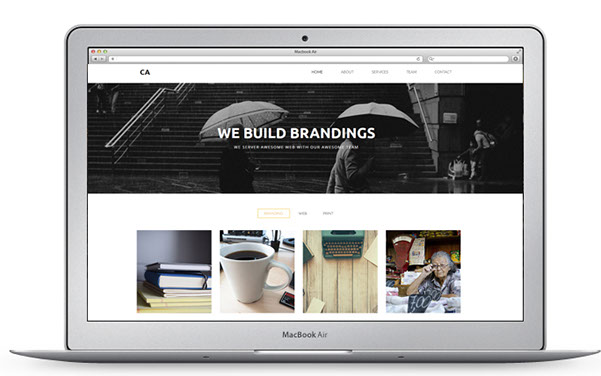 Macbook Air
CA
HOME ABOUT SERVICES TEAM CONTACT
WE BUILD BRANDINGS
WE SERVER AWESOME WEB WITH OUR AWESOME TEAM
WEB PRINT
MacBook Air